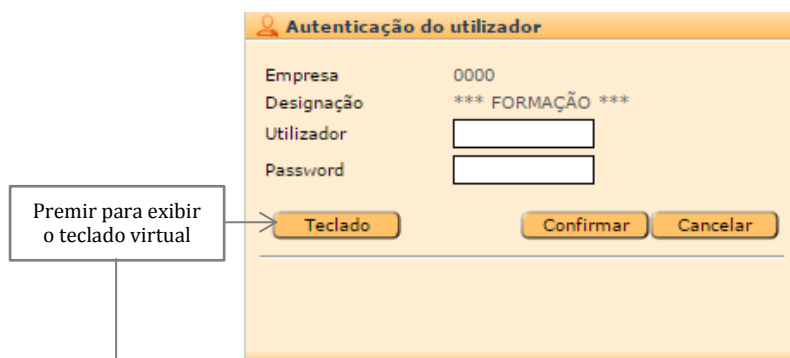 Autenticação do utilizador
Empresa 0000
Designação *** FORMAÇÃO ***
Utilizador
Password
Premir para exibir
o teclado virtual
Teclado Confirmar Cancelar